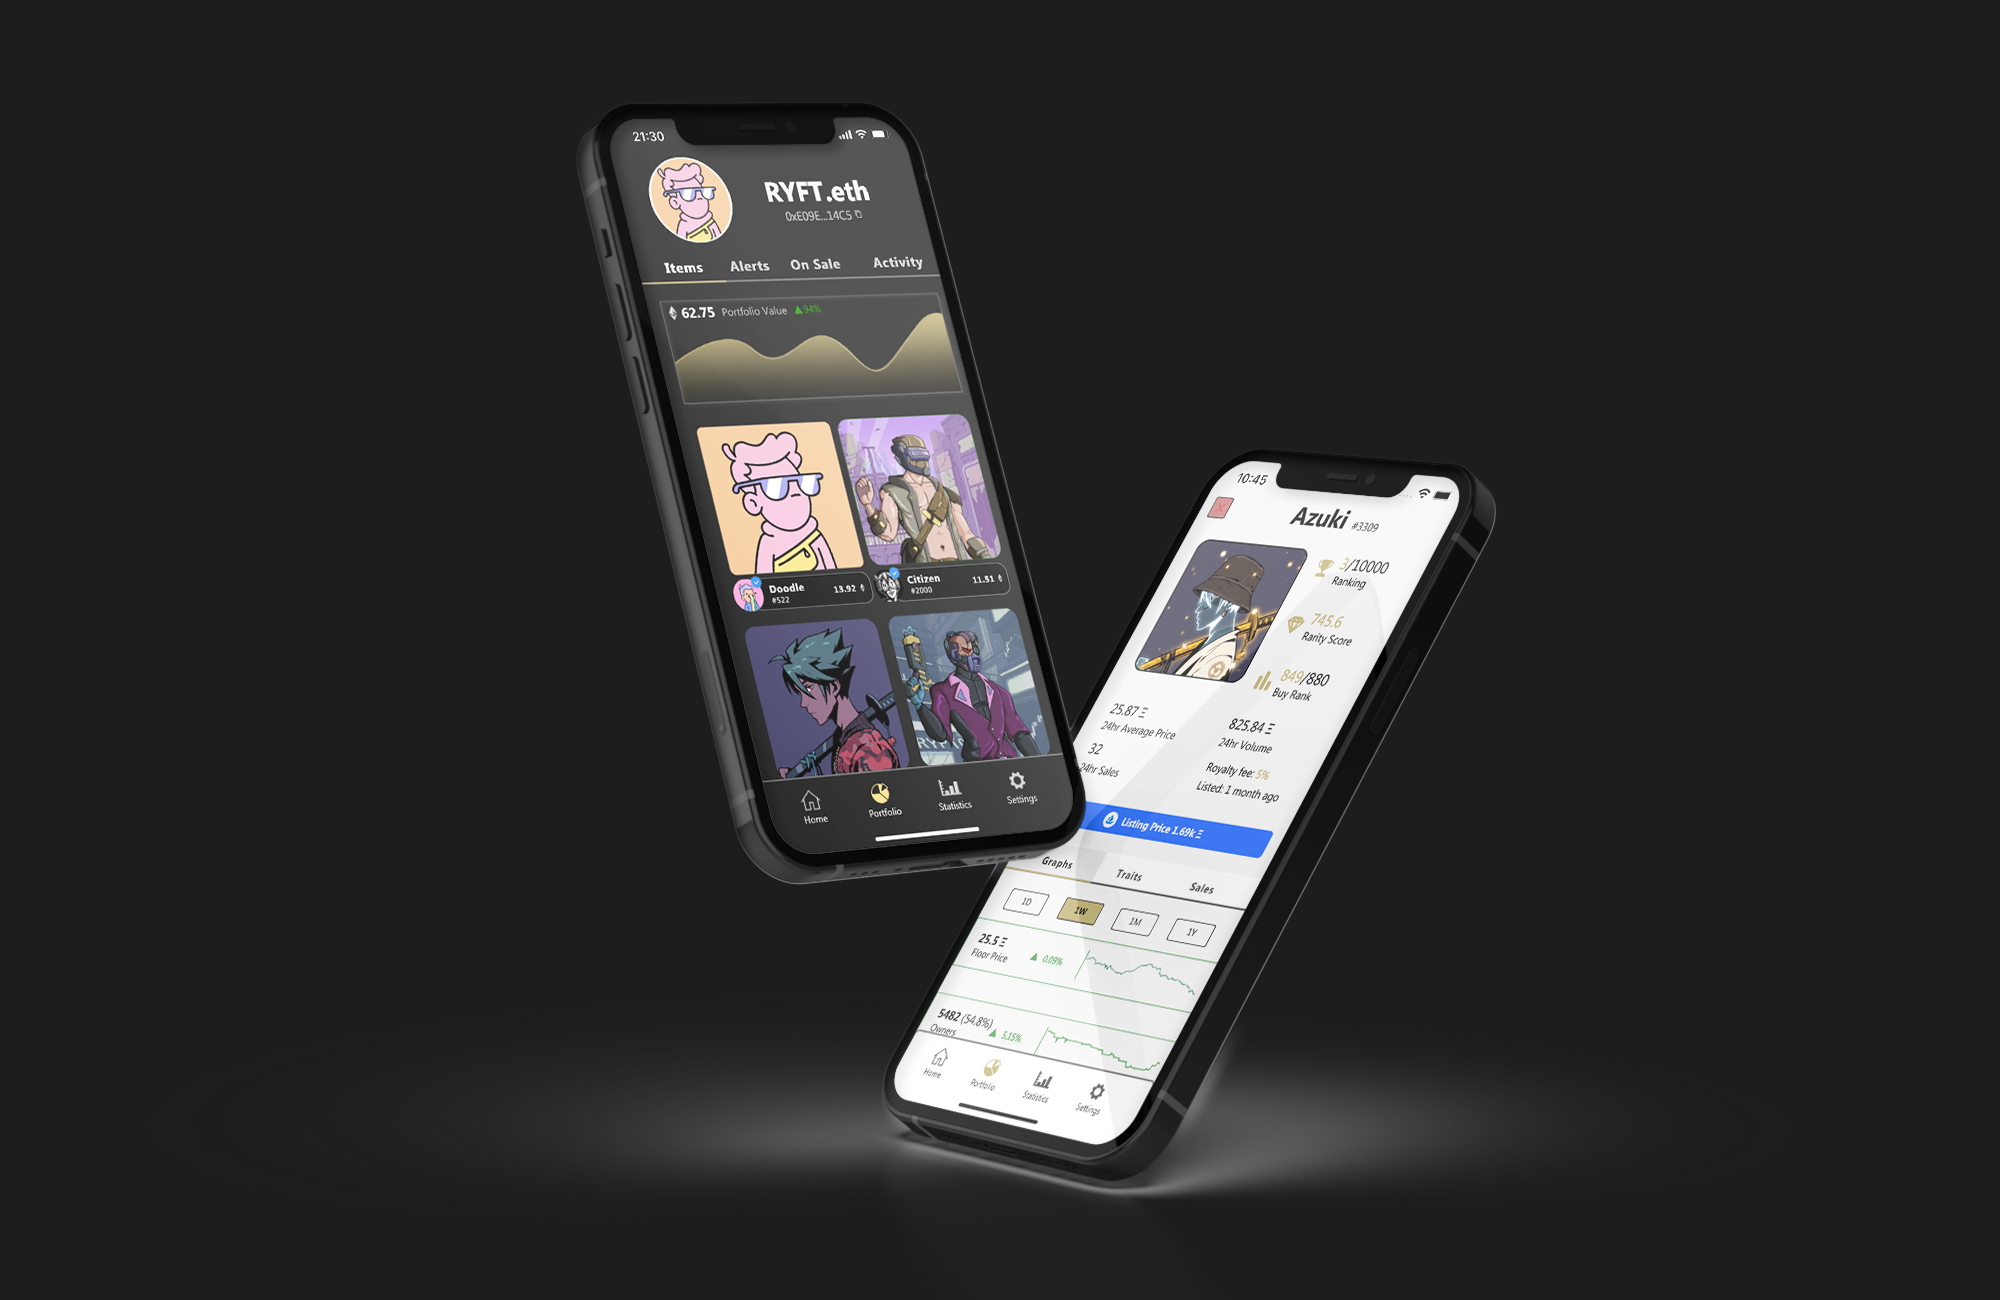 21:30
RYFT.eth
0xE09E...14C5
Items Alerts On Sale Activity
62.75 Portfolio Value ▲94%
Doodle 13.92
#522
Citizen 11.51
#2000
Home Portfolio Statistics Settings
10:45
Azuki #3309
3/10000
Ranking
745.6
Rarity Score
849/880
Buy Rank
25.87 Ξ
24hr Average Price
825.84 Ξ
24hr Volume
32
24hr Sales
Royalty fee: 5%
Listed: 1 month ago
Listing Price 1.69k Ξ
Graphs Traits Sales
1D 1W 1M 1Y
25.5 Ξ
Floor Price ▲ 0.09%
5482 (54.8%)
Owners ▲ 5.15%
Home Portfolio Statistics Settings